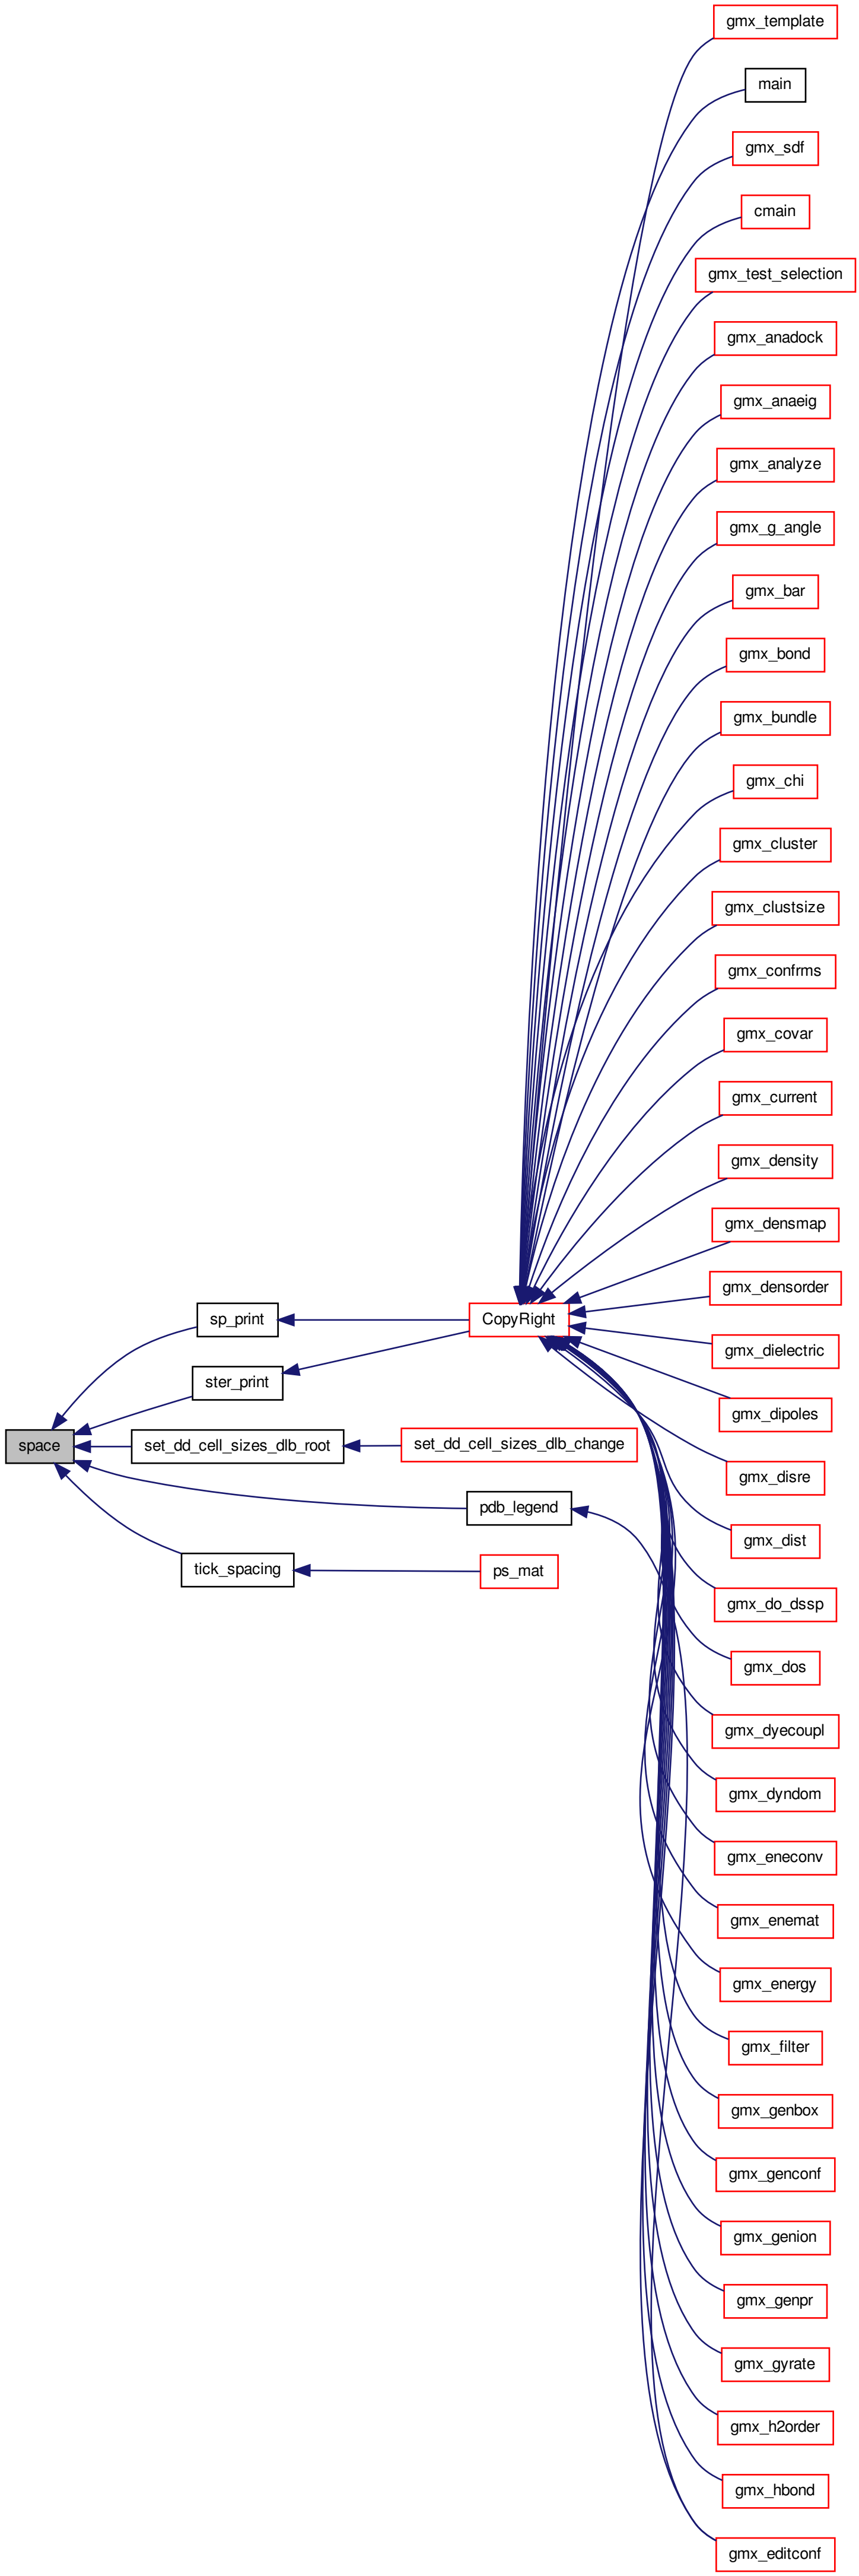 gmx_template
main
gmx_sdf
cmain
gmx_test_selection
gmx_anadock
gmx_anaeig
gmx_analyze
gmx_g_angle
gmx_bar
gmx_bond
gmx_bundle
gmx_chi
gmx_cluster
gmx_clustsize
gmx_confrms
gmx_covar
gmx_current
gmx_density
gmx_densmap
gmx_densorder
sp_print
CopyRight
gmx_dielectric
ster_print
gmx_dipoles
space
set_dd_cell_sizes_dlb_root
set_dd_cell_sizes_dlb_change
gmx_disre
pdb_legend
gmx_dist
tick_spacing
ps_mat
gmx_do_dssp
gmx_dos
gmx_dyecoupl
gmx_dyndom
gmx_eneconv
gmx_enemat
gmx_energy
gmx_filter
gmx_genbox
gmx_genconf
gmx_genion
gmx_genpr
gmx_gyrate
gmx_h2order
gmx_hbond
gmx_editconf